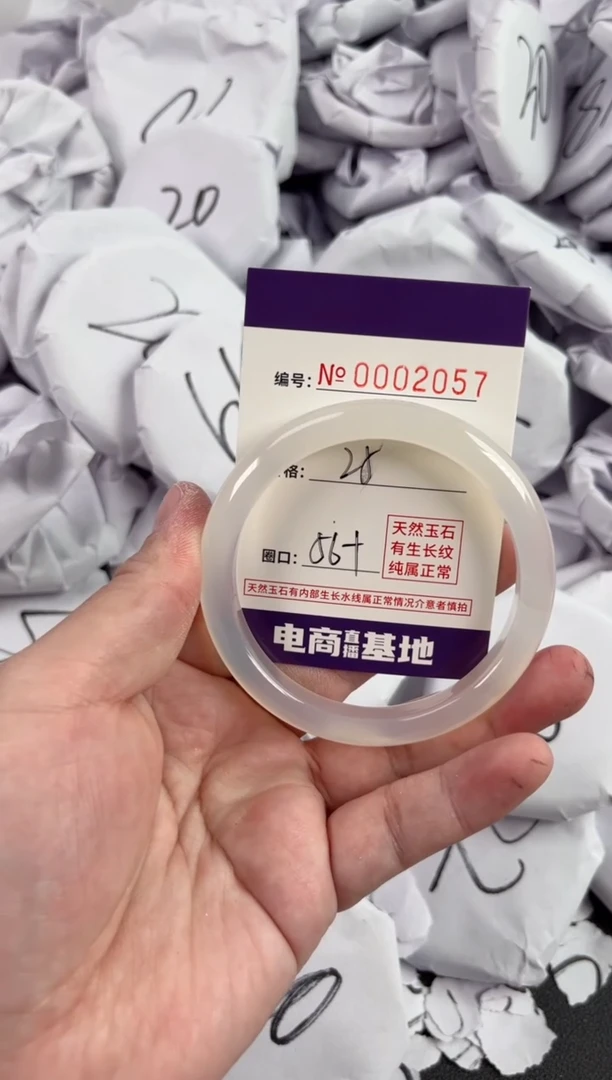 20
编号: № 0002057
格: 28
天然玉石
有生长纹
纯属正常
圈口: 56+
天然玉石有内部生长水线属正常情况介意者慎拍
电商直播基地